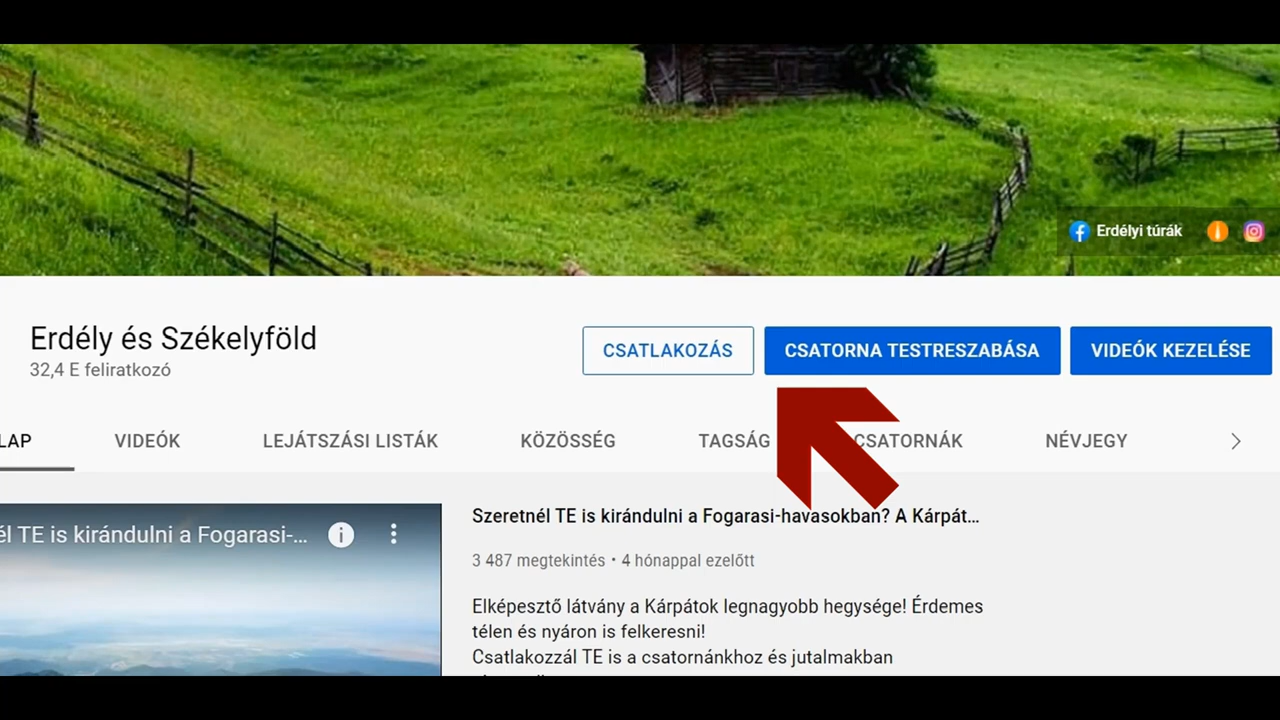 Erdélyi túrák
Erdély és Székelyföld
32,4 E feliratkozó
CSATLAKOZÁS
CSATORNA TESTRESZABÁSA
VIDEÓK KEZELÉSE
LAP
VIDEÓK
LEJÁTSZÁSI LISTÁK
KÖZÖSSÉG
TAGSÁG
CSATORNÁK
NÉVJEGY
él TE is kirándulni a Fogarasi-...
Szeretnél TE is kirándulni a Fogarasi-havasokban? A Kárpát...
3 487 megtekintés • 4 hónappal ezelőtt
Elképesztő látvány a Kárpátok legnagyobb hegysége! Érdemes
télen és nyáron is felkeresni!
Csatlakozzál TE is a csatornánkhoz és jutalmakban